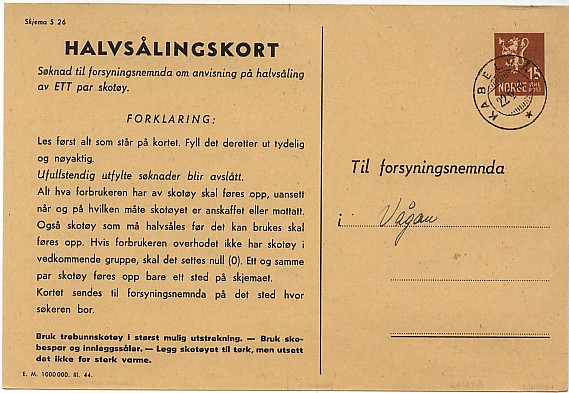 Skjema S 26
HALVSÅLINGSKORT
Søknad til forsyningsnemnda om anvisning på halvsåling
av ETT par skotøy.
FORKLARING:
Les først alt som står på kortet. Fyll det deretter ut tydelig
og nøyaktig.
Ufullstendig utfylte søknader blir avslått.
Alt hva forbrukeren har av skotøy skal føres opp, uansett
når og på hvilken måte skotøyet er anskaffet eller mottatt.
Også skotøy som må halvsåles før det kan brukes skal
føres opp. Hvis forbrukeren overhodet ikke har skotøy i
vedkommende gruppe, skal det settes null (0). Ett og samme
par skotøy føres opp bare ett sted på skjemaet.
Kortet sendes til forsyningsnemnda på det sted hvor
søkeren bor.
Bruk trebunnskotøy i størst mulig utstrekning. — Bruk sko-
bespar og innleggssåler. — Legg skotøyet til tørk, men utsett
det ikke for sterk varme.
E. M. 1000000. III. 44.
15
NORGE
ØRE
POST
Til forsyningsnemnda
i Vågan